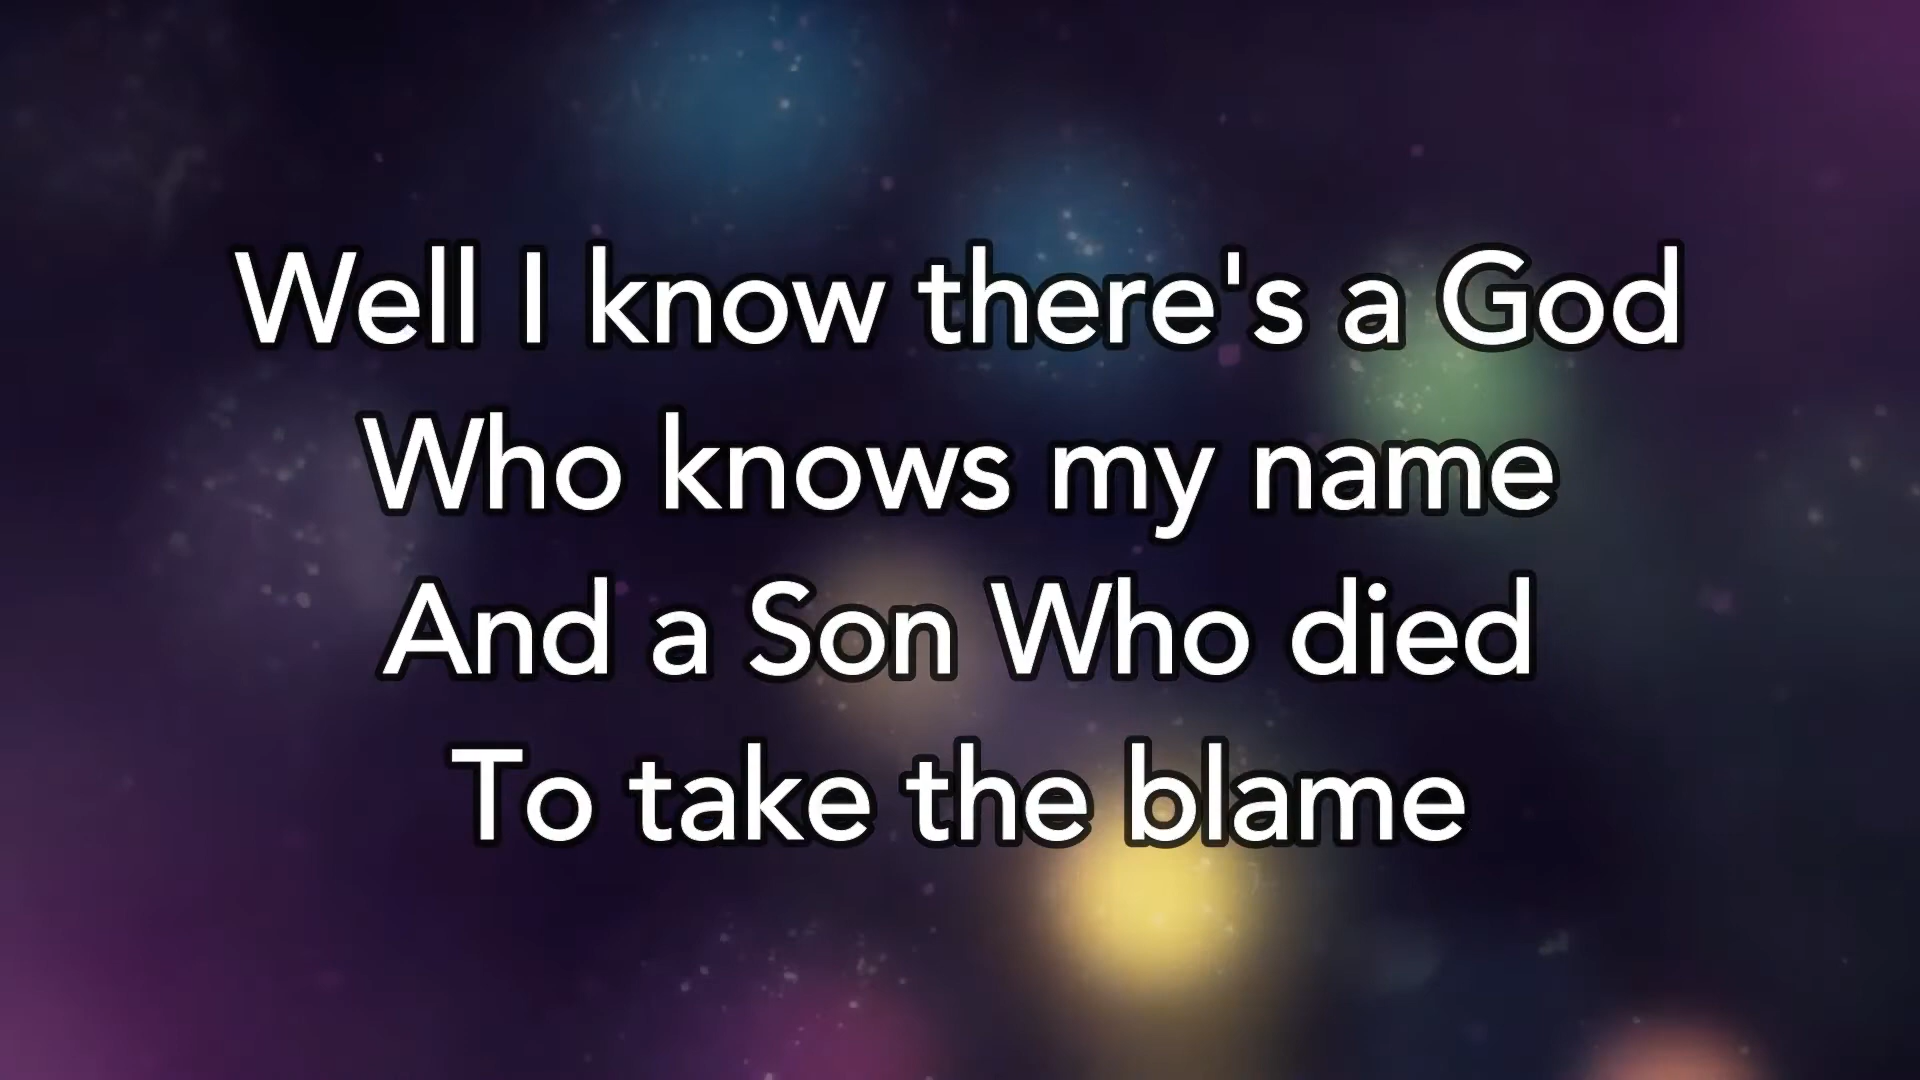 Well I know there's a God
Who knows my name
And a Son Who died
To take the blame